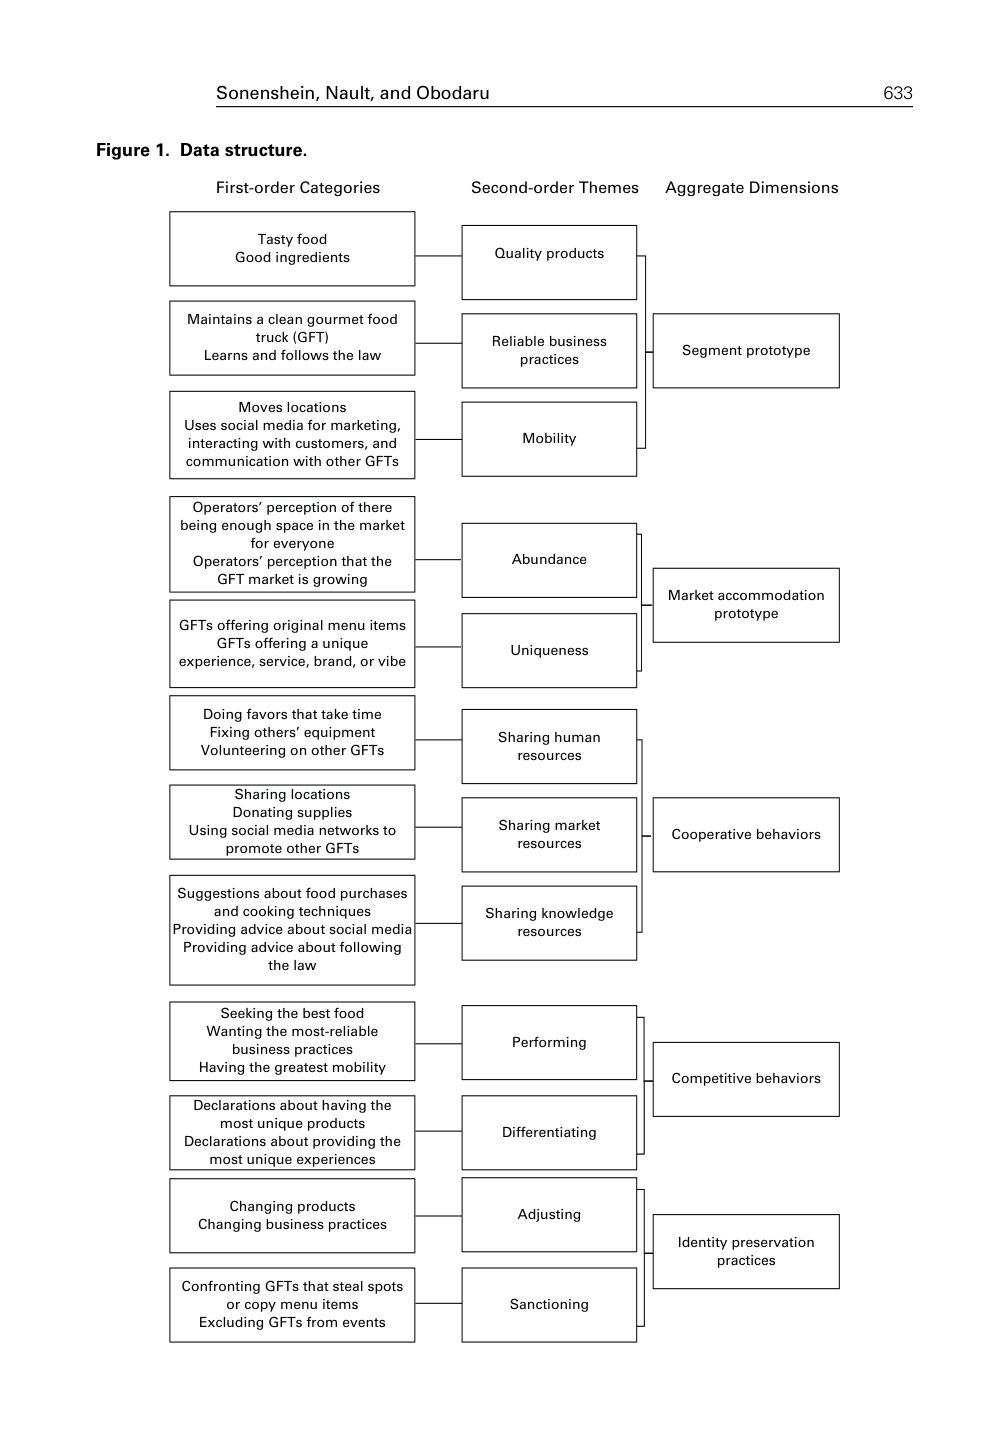 Sonenshein, Nault, and Obodaru 633
Figure 1. Data structure.
First-order Categories Second-order Themes Aggregate Dimensions
Tasty food
Good ingredients
Quality products
Maintains a clean gourmet food
truck (GFT)
Learns and follows the law
Reliable business
practices
Segment prototype
Moves locations
Uses social media for marketing,
interacting with customers, and
communication with other GFTs
Mobility
Operators’ perception of there
being enough space in the market
for everyone
Operators’ perception that the
GFT market is growing
Abundance
Market accommodation
prototype
GFTs offering original menu items
GFTs offering a unique
experience, service, brand, or vibe
Uniqueness
Doing favors that take time
Fixing others’ equipment
Volunteering on other GFTs
Sharing human
resources
Sharing locations
Donating supplies
Using social media networks to
promote other GFTs
Sharing market
resources
Cooperative behaviors
Suggestions about food purchases
and cooking techniques
Providing advice about social media
Providing advice about following
the law
Sharing knowledge
resources
Seeking the best food
Wanting the most-reliable
business practices
Having the greatest mobility
Performing
Competitive behaviors
Declarations about having the
most unique products
Declarations about providing the
most unique experiences
Differentiating
Changing products
Changing business practices
Adjusting
Identity preservation
practices
Confronting GFTs that steal spots
or copy menu items
Excluding GFTs from events
Sanctioning